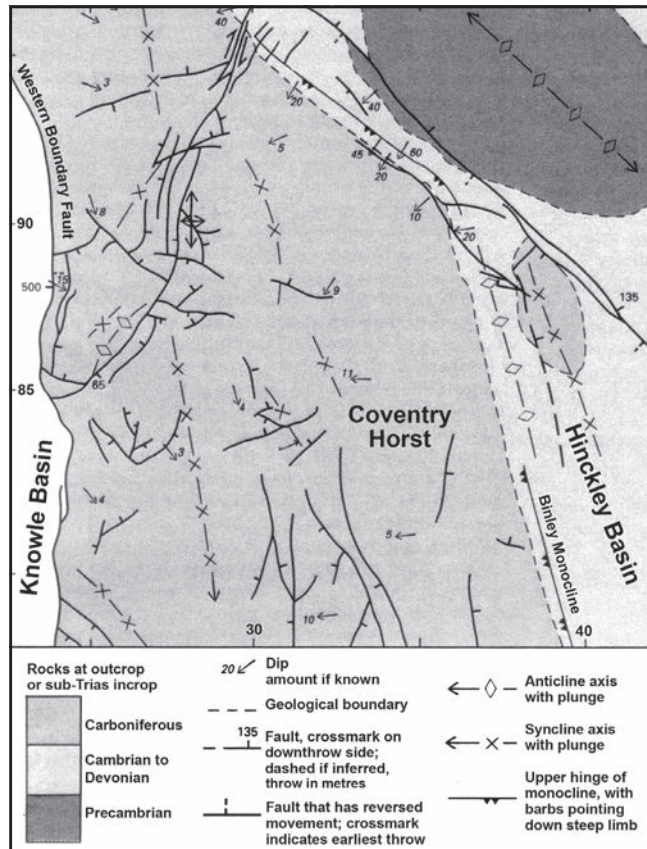 40
30
3
20
40
5
45
60
20
10
20
Western Boundary Fault
90
8
500
15
9
135
11
65
85
4
3
4
5
10
Coventry
Horst
Knowle Basin
Hinckley Basin
Binley Monocline
30
40
Rocks at outcrop
or sub-Trias incrop
Carboniferous
Cambrian to
Devonian
Precambrian
20
Dip
amount if known
Geological boundary
135
Fault, crossmark on
downthrow side;
dashed if inferred,
throw in metres
Fault that has reversed
movement; crossmark
indicates earliest throw
Anticline axis
with plunge
Syncline axis
with plunge
Upper hinge of
monocline, with
barbs pointing
down steep limb